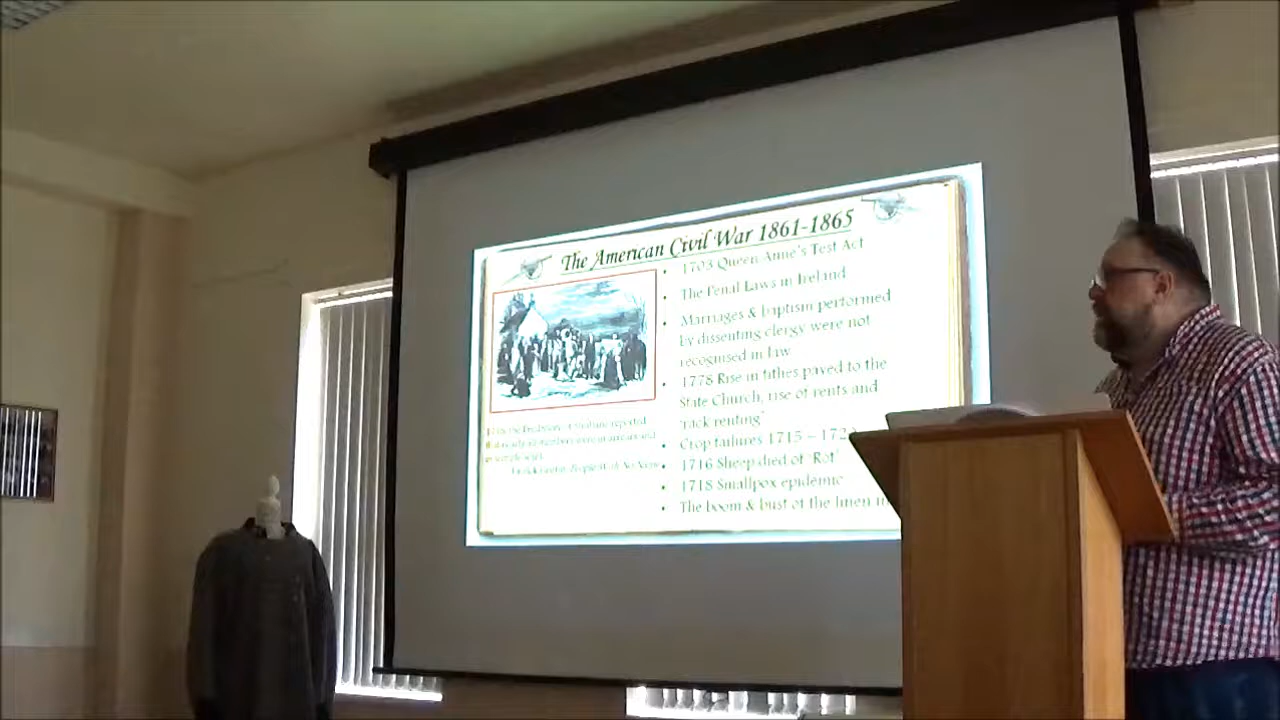 The American Civil War 1861-1865
• 1703 Queen Anne's Test Act
• The Penal Laws in Ireland
• Marriages & baptism performed
by dissenting clergy were not
recognised in law
• 1778 Rise in tithes payed to the
State Church, rise of rents and
'rack renting'
• Crop failures 1715 – 172
• 1716 Sheep died of 'Rot'
• 1718 Smallpox epidemic
• The boom & bust of the linen
reported